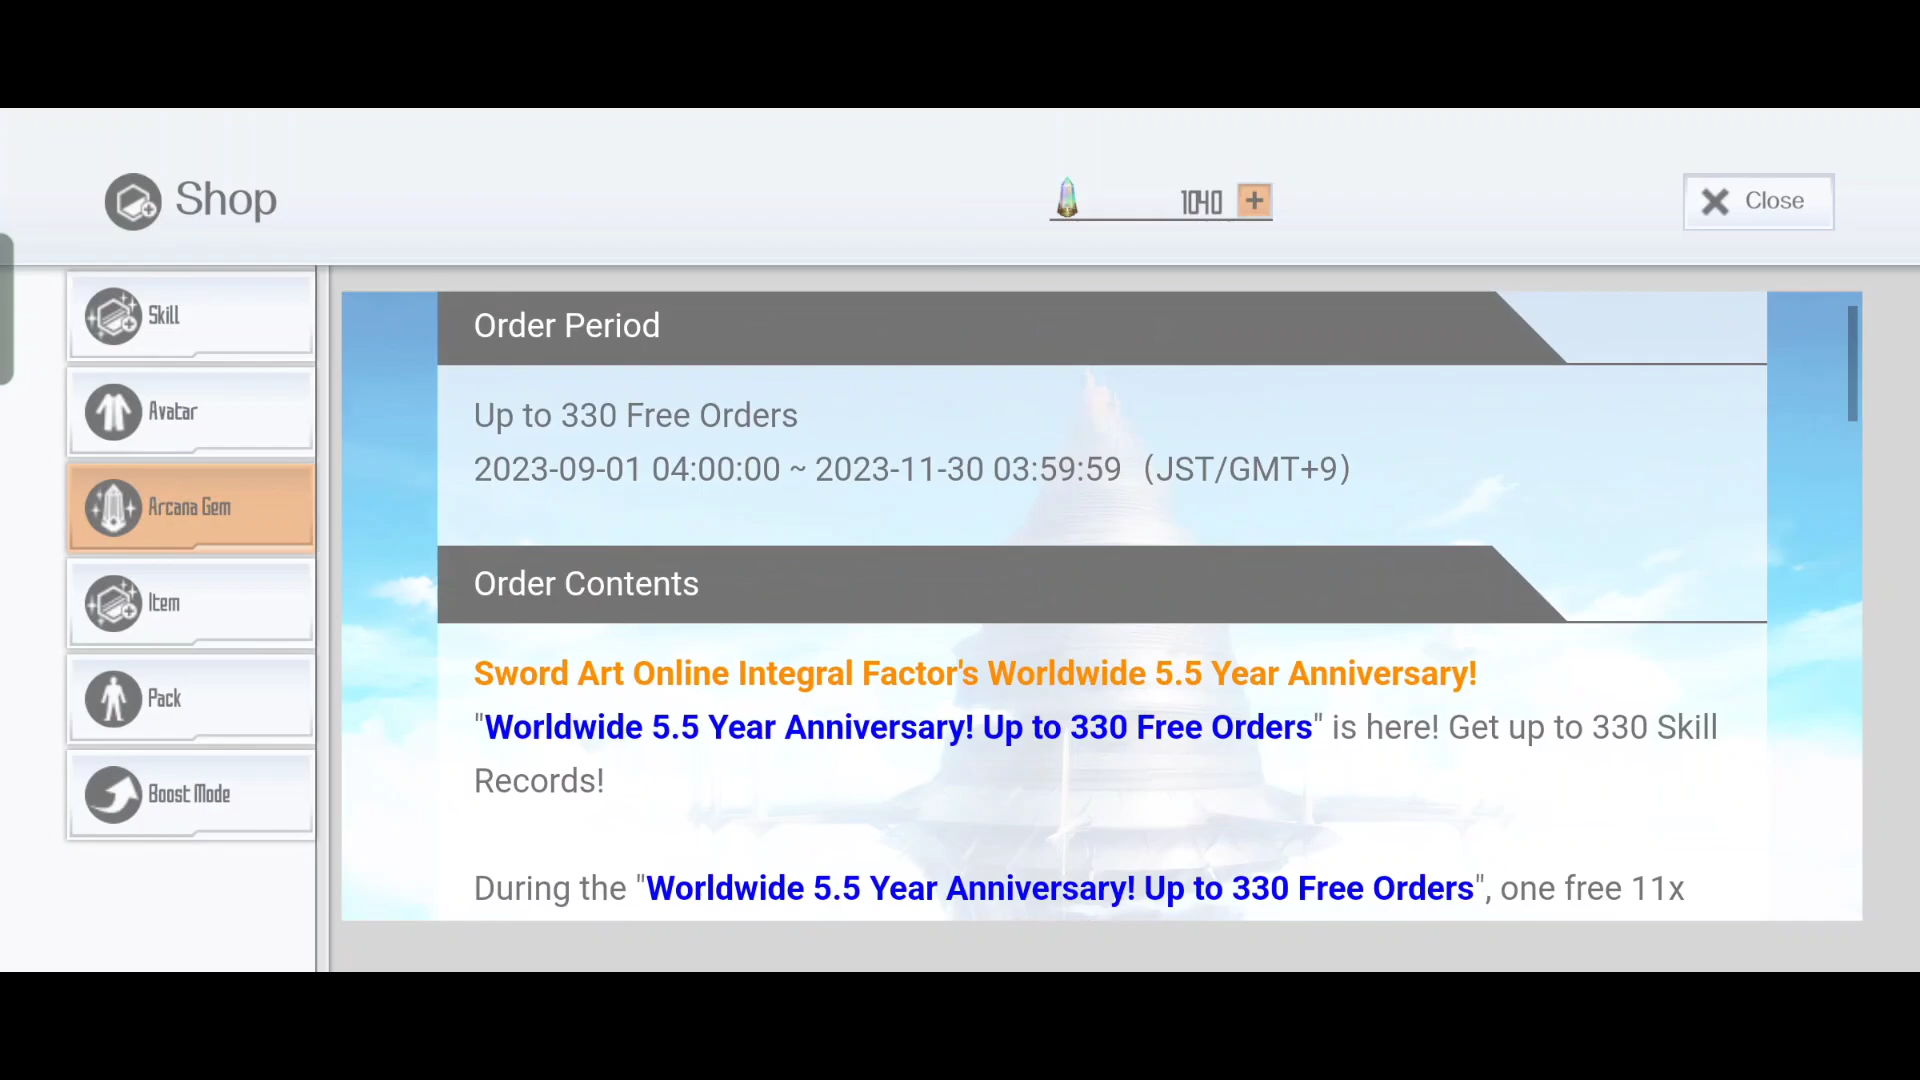 Shop
1040
Close
Skill
Avatar
Arcana Gem
Item
Pack
Boost Mode
Order Period
Up to 330 Free Orders
2023-09-01 04:00:00 ~ 2023-11-30 03:59:59（JST/GMT+9）
Order Contents
Sword Art Online Integral Factor's Worldwide 5.5 Year Anniversary!
"Worldwide 5.5 Year Anniversary! Up to 330 Free Orders" is here! Get up to 330 Skill
Records!
During the "Worldwide 5.5 Year Anniversary! Up to 330 Free Orders", one free 11x